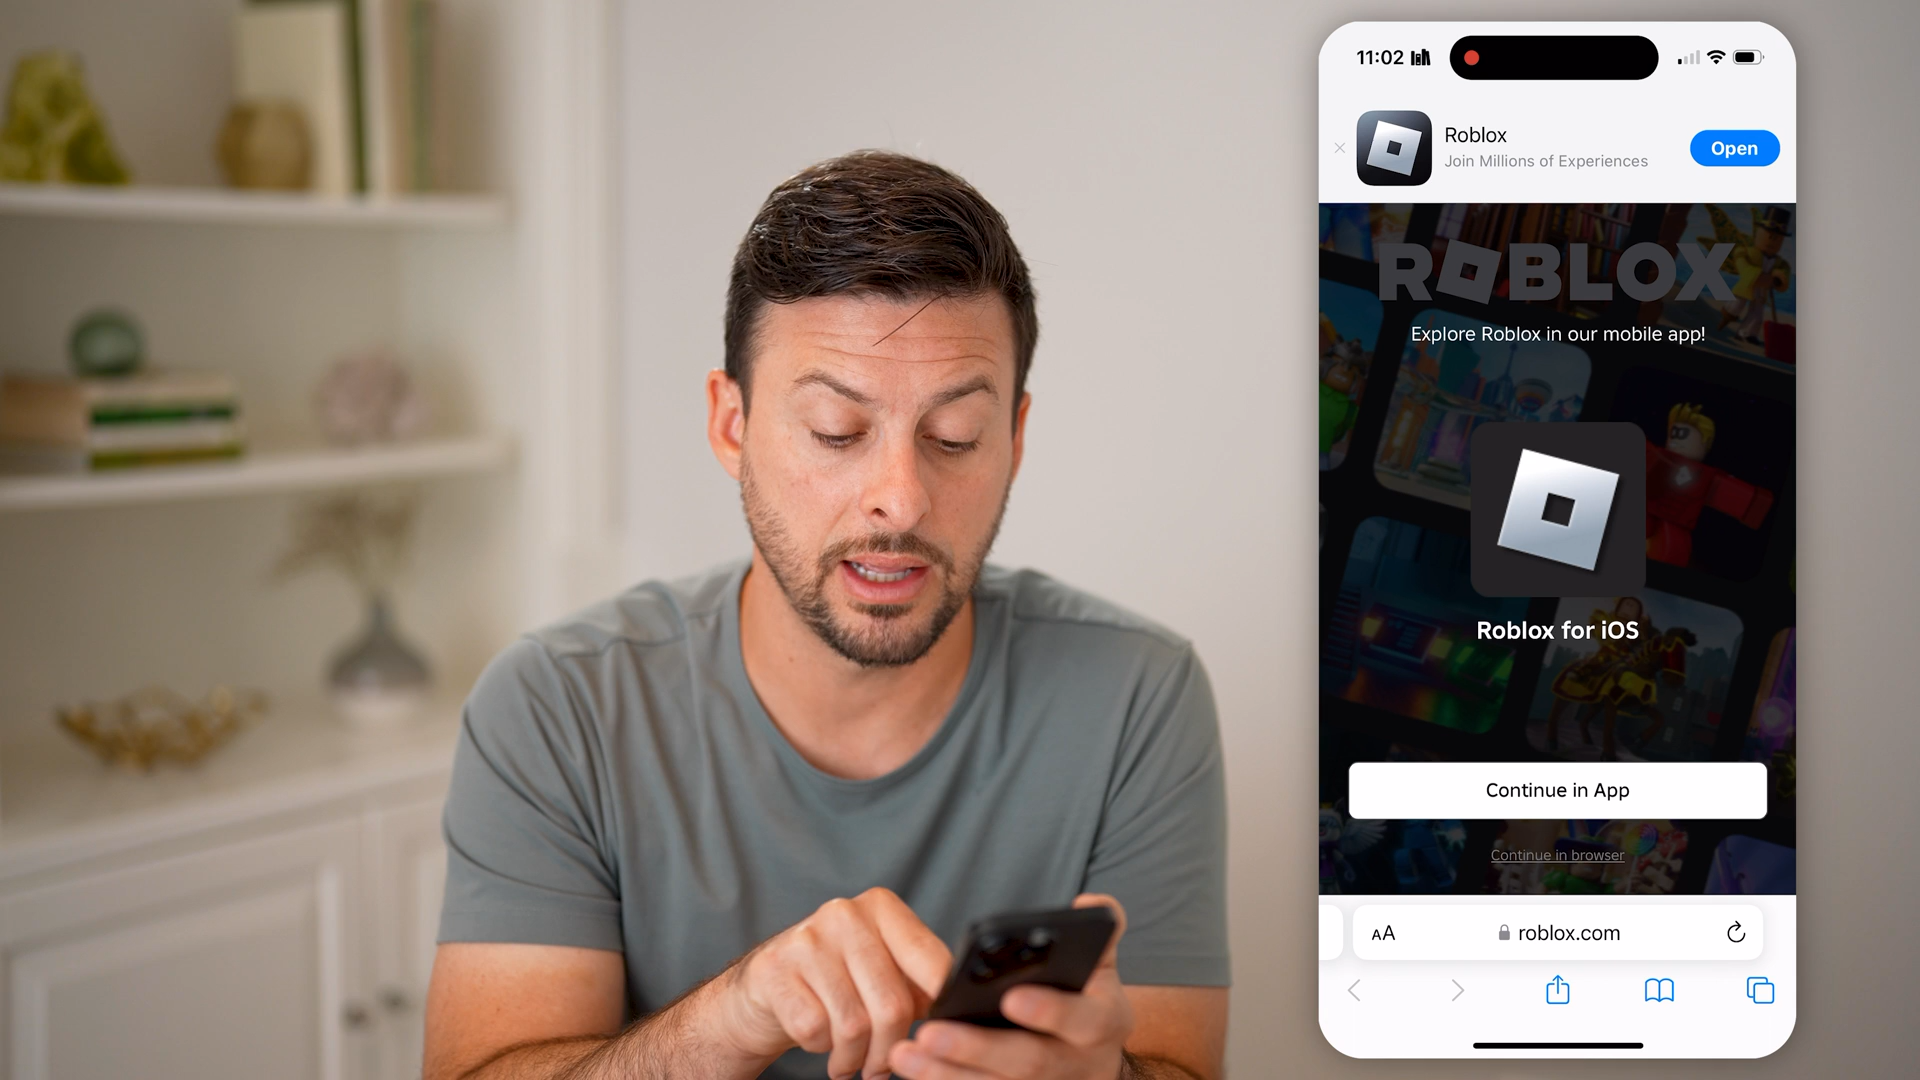 11:02
Roblox
Join Millions of Experiences
Open
ROBLOX
Explore Roblox in our mobile app!
Roblox for iOS
Continue in App
Continue in browser
AA
roblox.com